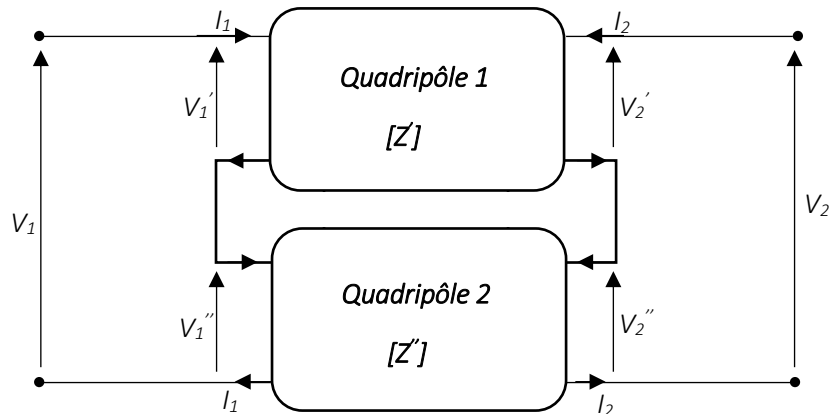 I1
I2
Quadripôle 1
V1'
V2'
[Z']
V1
V2
Quadripôle 2
V1''
V2''
[Z'']
I1
I2